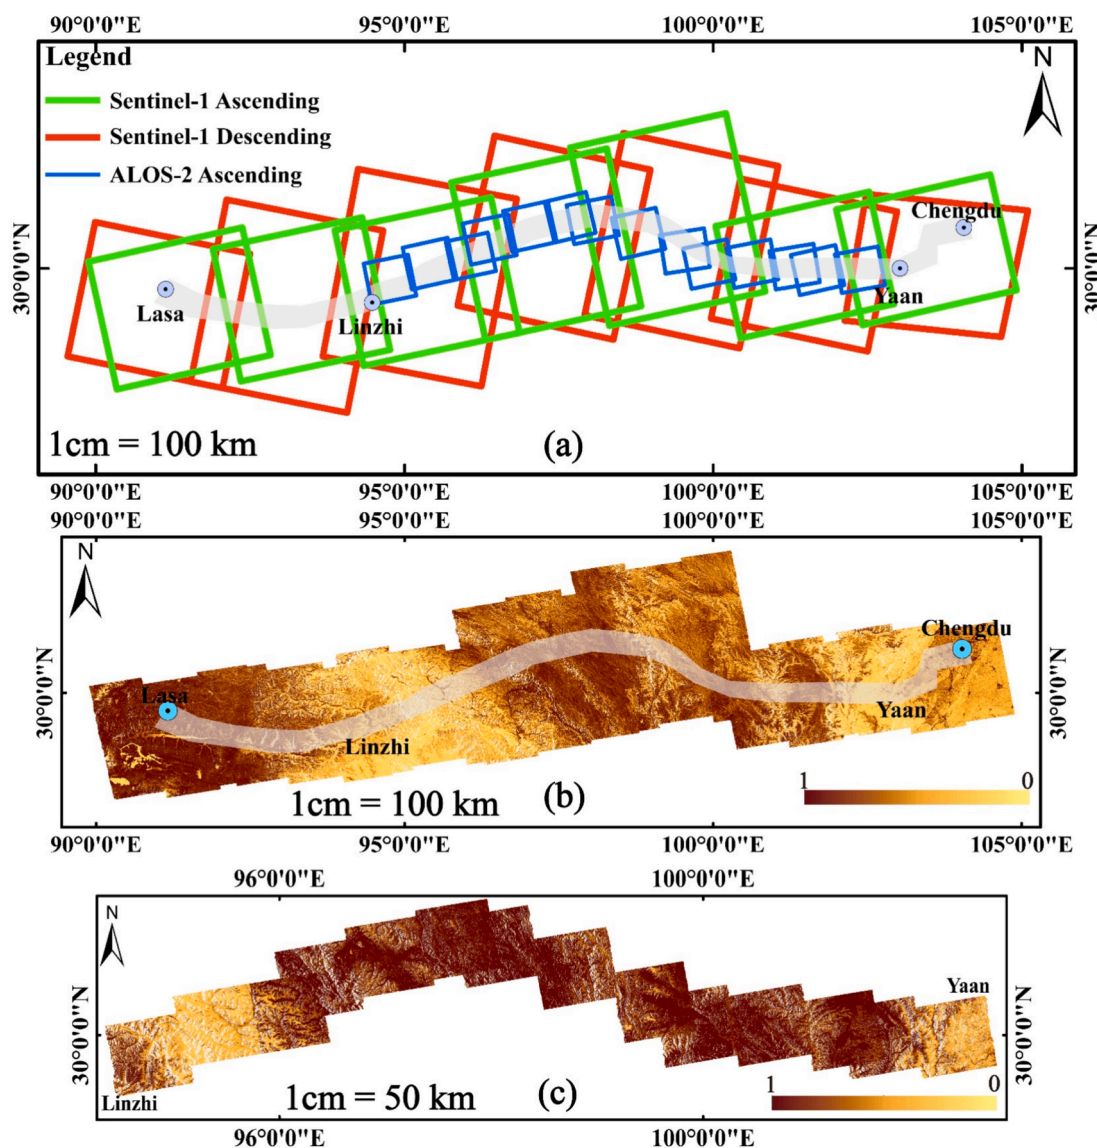 90°0'0"E 95°0'0"E 100°0'0"E 105°0'0"E
Legend
N
Sentinel-1 Ascending
Sentinel-1 Descending
ALOS-2 Ascending
30°0'0"N
30°0'0"N
Chengdu
Lasa
Linzhi
Yaan
1cm = 100 km
(a)
90°0'0"E 95°0'0"E 100°0'0"E 105°0'0"E
90°0'0"E 95°0'0"E 100°0'0"E 105°0'0"E
N
Chengdu
Lasa
30°0'0"N
30°0'0"N
Linzhi
Yaan
1 0
1cm = 100 km
(b)
90°0'0"E 95°0'0"E 100°0'0"E 105°0'0"E
96°0'0"E 100°0'0"E
N
Yaan
30°0'0"N
30°0'0"N
1 0
Linzhi
1cm = 50 km
(c)
96°0'0"E 100°0'0"E